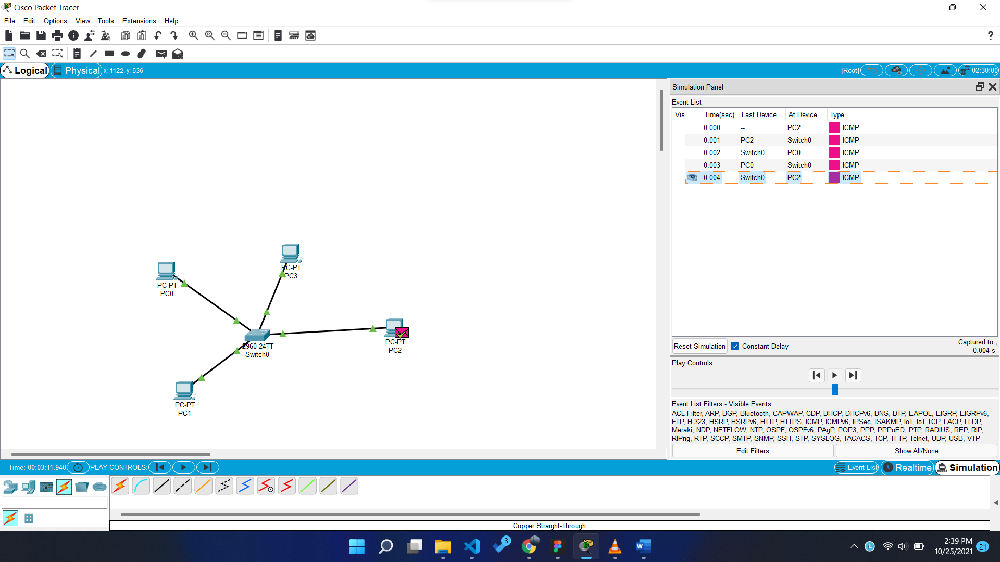 Cisco Packet Tracer
File Edit Options View Tools Extensions Help
?
Logical Physical x: 1122, y: 536 [Root] 02:30:00
Simulation Panel
Event List
Vis. Time(sec) Last Device At Device Type
0.000 -- PC2 ICMP
0.001 PC2 Switch0 ICMP
0.002 Switch0 PC0 ICMP
0.003 PC0 Switch0 ICMP
0.004 Switch0 PC2 ICMP
PC-PT
PC3
PC-PT
PC0
PC-PT
PC2
2960-24TT
Switch0
PC-PT
PC1
Reset Simulation Constant Delay Captured to:
0.004 s
Play Controls
Event List Filters - Visible Events
ACL Filter, ARP, BGP, Bluetooth, CAPWAP, CDP, DHCP, DHCPv6, DNS, DTP, EAPOL, EIGRP, EIGRPv6,
FTP, H.323, HSRP, HSRPv6, HTTP, HTTPS, ICMP, ICMPv6, IPSec, ISAKMP, IoT, IoT TCP, LACP, LLDP,
Meraki, NDP, NETFLOW, NTP, OSPF, OSPFv6, PAgP, POP3, PPP, PPPoED, PTP, RADIUS, REP, RIP,
RIPng, RTP, SCCP, SMTP, SNMP, SSH, STP, SYSLOG, TACACS, TCP, TFTP, Telnet, UDP, USB, VTP
Edit Filters Show All/None
Time: 00:03:11.940 PLAY CONTROLS: Event List Realtime Simulation
Copper Straight-Through
3
L
2:39 PM
10/25/2021 21